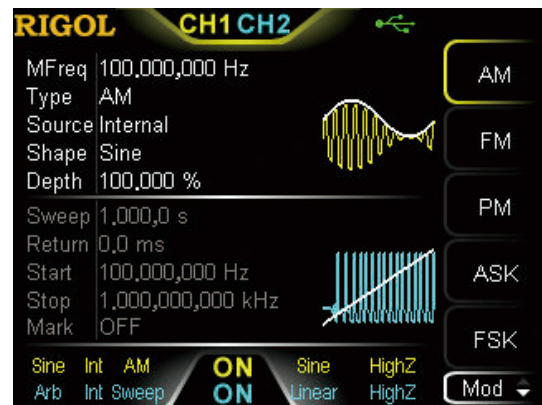 RIGOL CH1 CH2
MFreq 100.000,000 Hz
Type AM
Source Internal
Shape Sine
Depth 100.000 %
Sweep 1.000,0 s
Return 0.0 ms
Start 100.000,000 Hz
Stop 1.000,000,000 kHz
Mark OFF
AM
FM
PM
ASK
FSK
Mod
Sine Int AM ON Sine HighZ
Arb Int Sweep ON Linear HighZ